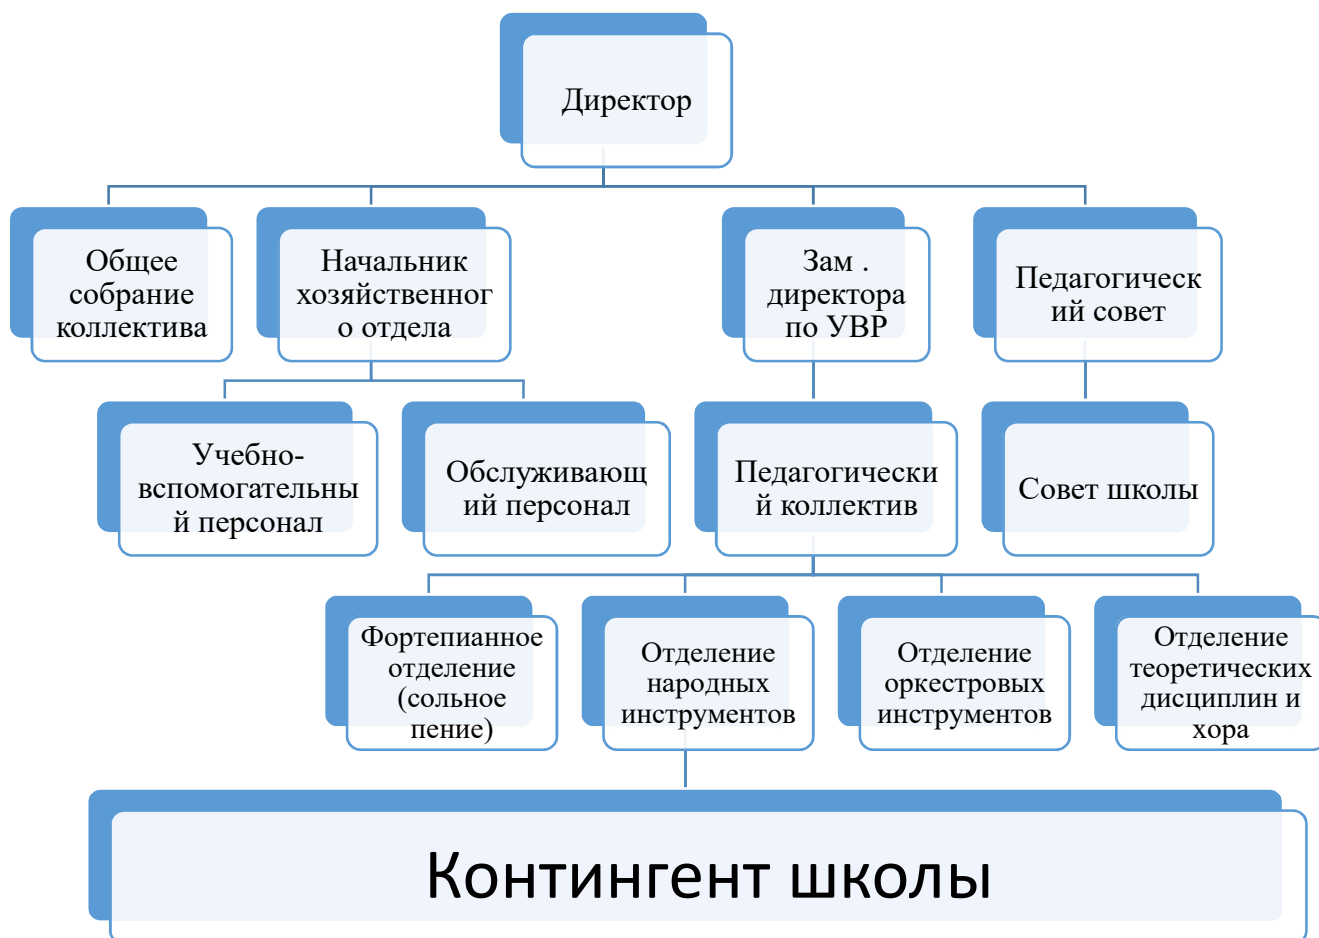 Директор
Общее
собрание
коллектива
Начальник
хозяйственног
о отдела
Зам .
директора
по УВР
Педагогическ
ий совет
Учебно-
вспомогательны
й персонал
Обслуживающ
ий персонал
Педагогически
й коллектив
Совет школы
Фортепианное
отделение
(сольное
пение)
Отделение
народных
инструментов
Отделение
оркестровых
инструментов
Отделение
теоретических
дисциплин и
хора
Контингент школы